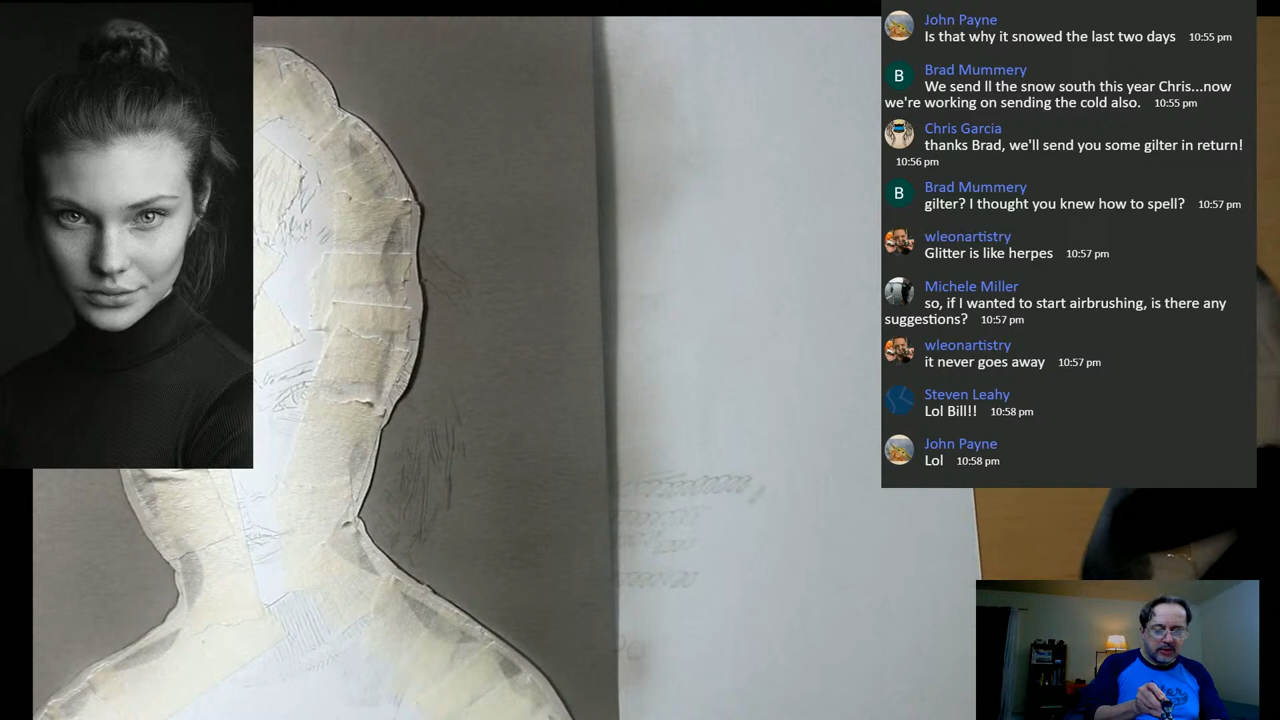 John Payne
Is that why it snowed the last two days 10:55 pm
Brad Mummery
We send ll the snow south this year Chris...now
we're working on sending the cold also. 10:55 pm
Chris Garcia
thanks Brad, we'll send you some gilter in return!
10:56 pm
B
Brad Mummery
gilter? I thought you knew how to spell? 10:57 pm
wleonartistry
Glitter is like herpes 10:57 pm
Michele Miller
so, if I wanted to start airbrushing, is there any
suggestions? 10:57 pm
wleonartistry
it never goes away 10:57 pm
Steven Leahy
Lol Bill!! 10:58 pm
John Payne
Lol 10:58 pm